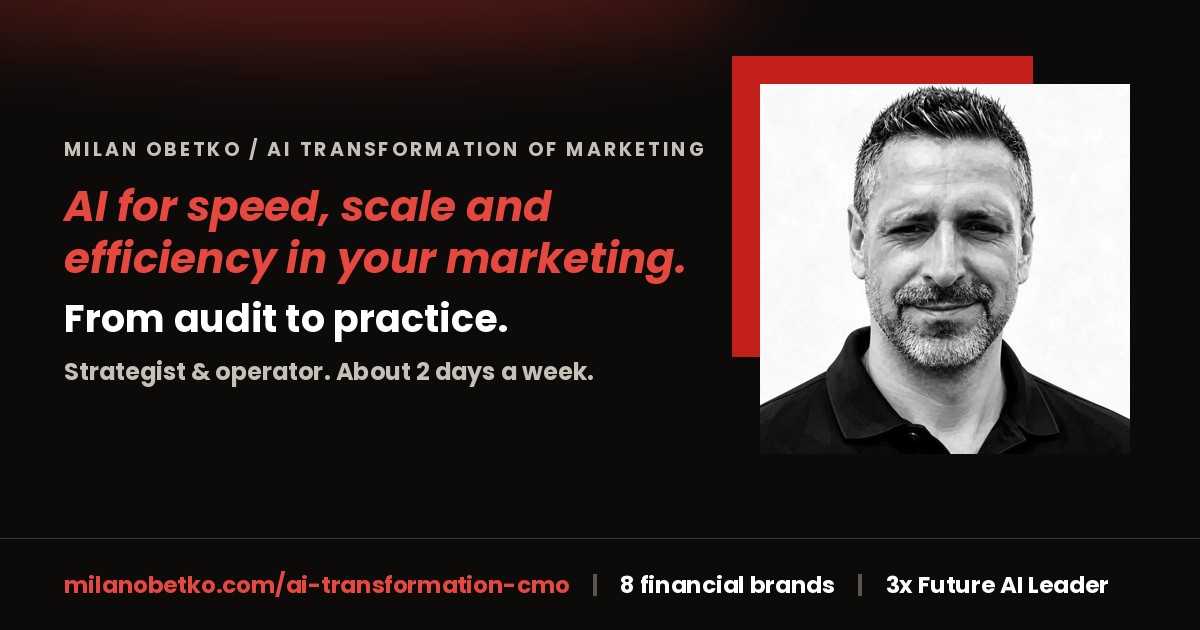 MILAN OBETKO / AI TRANSFORMATION OF MARKETING
AI for speed, scale and
efficiency in your marketing.
From audit to practice.
Strategist & operator. About 2 days a week.
milanobetko.com/ai-transformation-cmo | 8 financial brands | 3x Future AI Leader